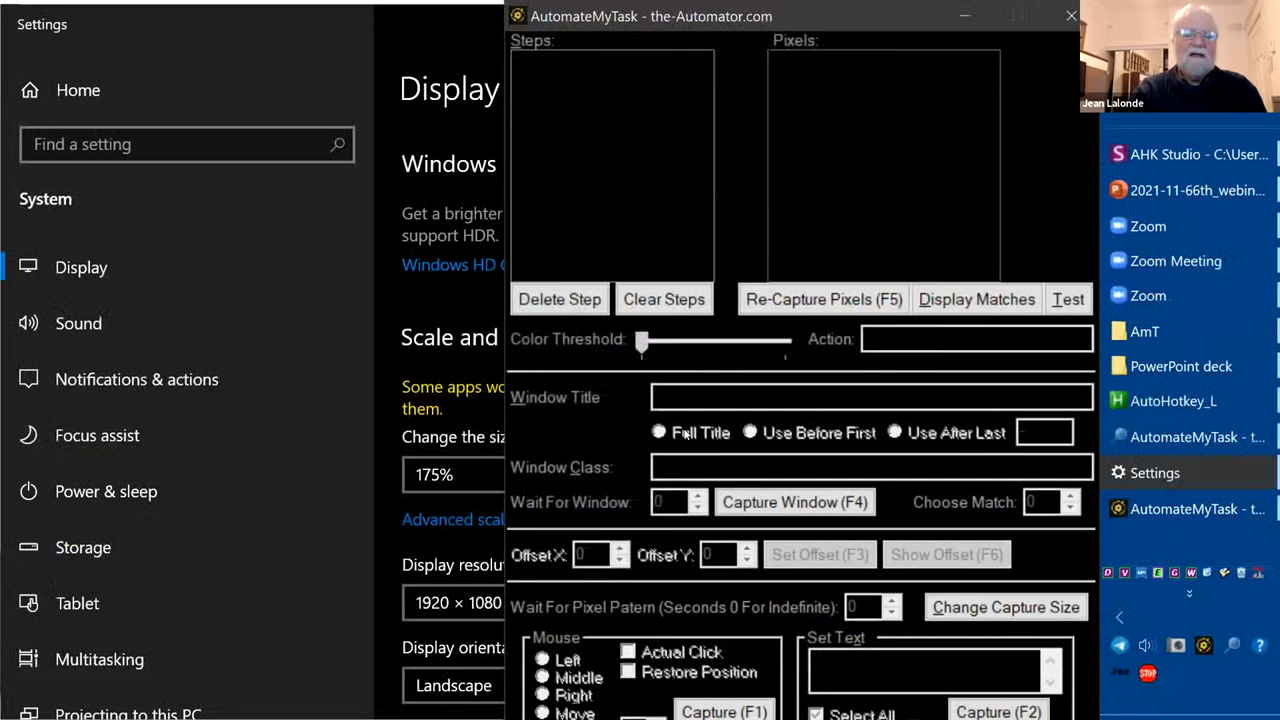 Settings
Home
Find a setting
System
Display
Sound
Notifications & actions
Focus assist
Power & sleep
Storage
Tablet
Multitasking
Projecting to this PC
Display
Windows
Get a brighter
support HDR.
Windows HD
Scale and
Some apps wo
them.
Change the siz
175%
Advanced scal
Display resolu
1920 × 1080
Display orienta
Landscape
AutomateMyTask - the-Automator.com
Steps:
Pixels:
Delete Step
Clear Steps
Re-Capture Pixels (F5)
Display Matches
Test
Color Threshold:
Action:
Window Title
Full Title
Use Before First
Use After Last
Window Class:
Wait For Window:
0
Capture Window (F4)
Choose Match:
0
Offset X:
0
Offset Y:
0
Set Offset (F3)
Show Offset (F6)
Wait For Pixel Patern (Seconds 0 For Indefinite):
0
Change Capture Size
Mouse
Left
Middle
Right
Move
Actual Click
Restore Position
Capture (F1)
Set Text
Select All
Capture (F2)
Jean Lalonde
AHK Studio - C:\User...
2021-11-66th_webin...
Zoom
Zoom Meeting
Zoom
AmT
PowerPoint deck
AutoHotkey_L
AutomateMyTask - t...
Settings
AutomateMyTask - t...
D V E G W
STOP